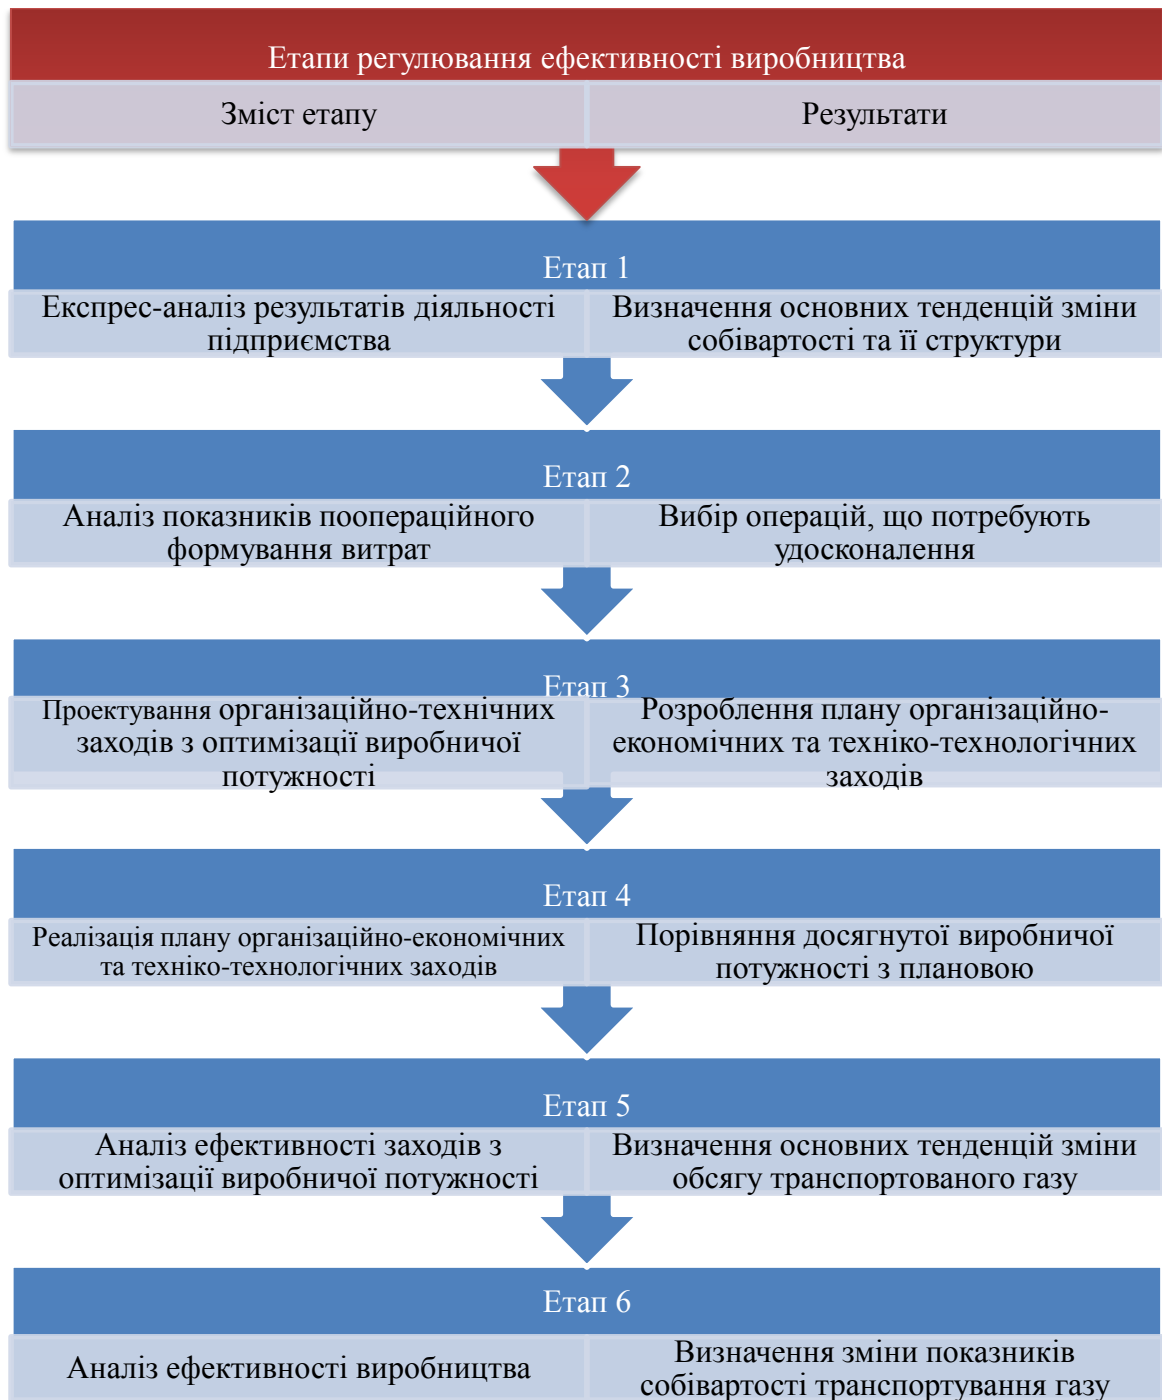 Етапи регулювання ефективності виробництва
Зміст етапу
Результати
Етап 1
Експрес-аналіз результатів діяльності
підприємства
Визначення основних тенденцій зміни
собівартості та її структури
Етап 2
Аналіз показників поопераційного
формування витрат
Вибір операцій, що потребують
удосконалення
Етап 3
Проектування організаційно-технічних
заходів з оптимізації виробничої
потужності
Розроблення плану організаційно-
економічних та техніко-технологічних
заходів
Етап 4
Реалізація плану організаційно-економічних
та техніко-технологічних заходів
Порівняння досягнутої виробничої
потужності з плановою
Етап 5
Аналіз ефективності заходів з
оптимізації виробничої потужності
Визначення основних тенденцій зміни
обсягу транспортованого газу
Етап 6
Аналіз ефективності виробництва
Визначення зміни показників
собівартості транспортування газу